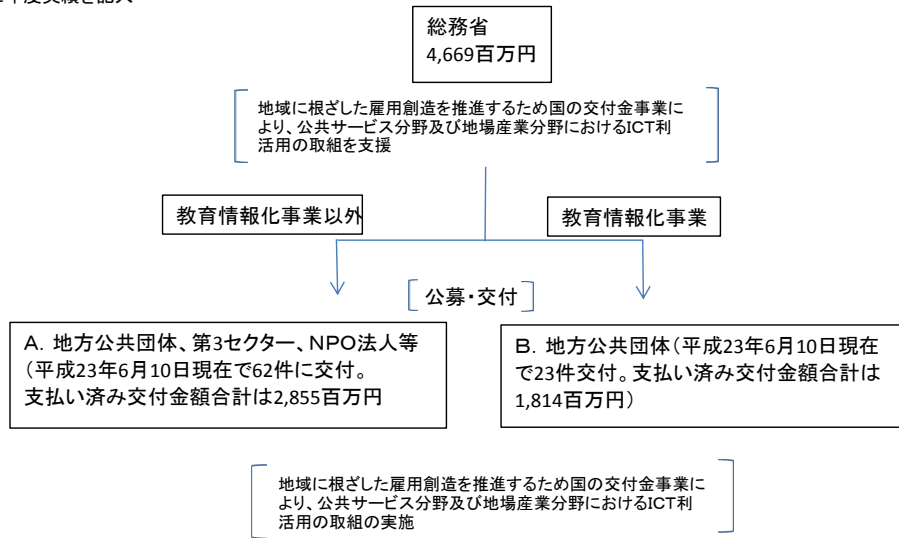 年度実績を記入
総務省
4,669百万円
地域に根ざした雇用創造を推進するため国の交付金事業に
より、公共サービス分野及び地場産業分野におけるICT利
活用の取組を支援
教育情報化事業以外
教育情報化事業
公募・交付
A．地方公共団体、第3セクター、NPO法人等
（平成23年6月10日現在で62件に交付。
支払い済み交付金額合計は2,855百万円
B．地方公共団体（平成23年6月10日現在
で23件交付。支払い済み交付金額合計は
1,814百万円）
地域に根ざした雇用創造を推進するため国の交付金事業に
より、公共サービス分野及び地場産業分野におけるICT利
活用の取組の実施